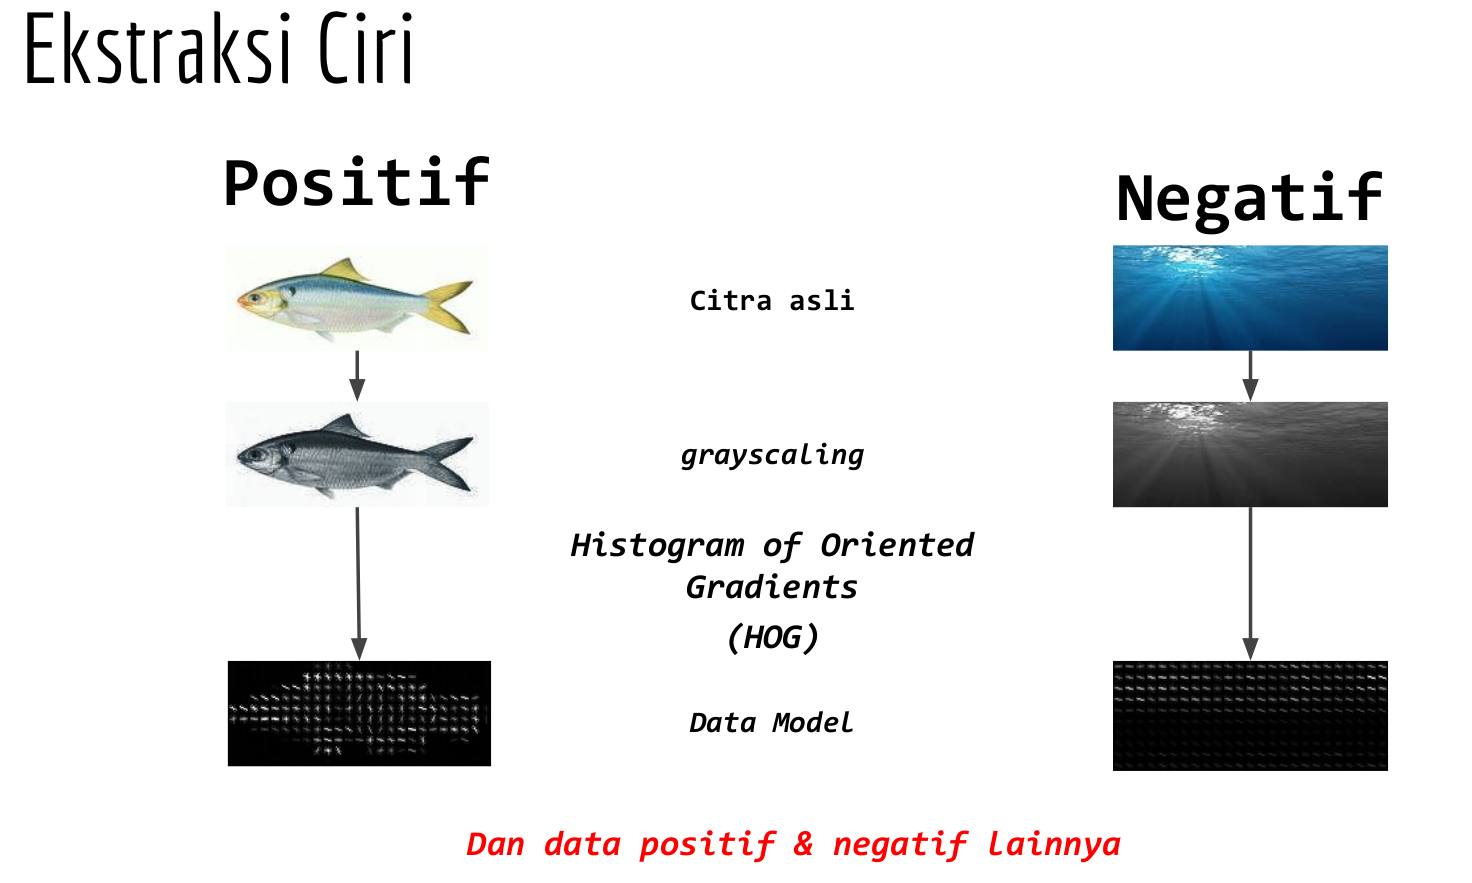 Ekstraksi Ciri
Positif
Negatif
Citra asli
grayscaling
Histogram of Oriented
Gradients
(HOG)
Data Model
Dan data positif & negatif lainnya